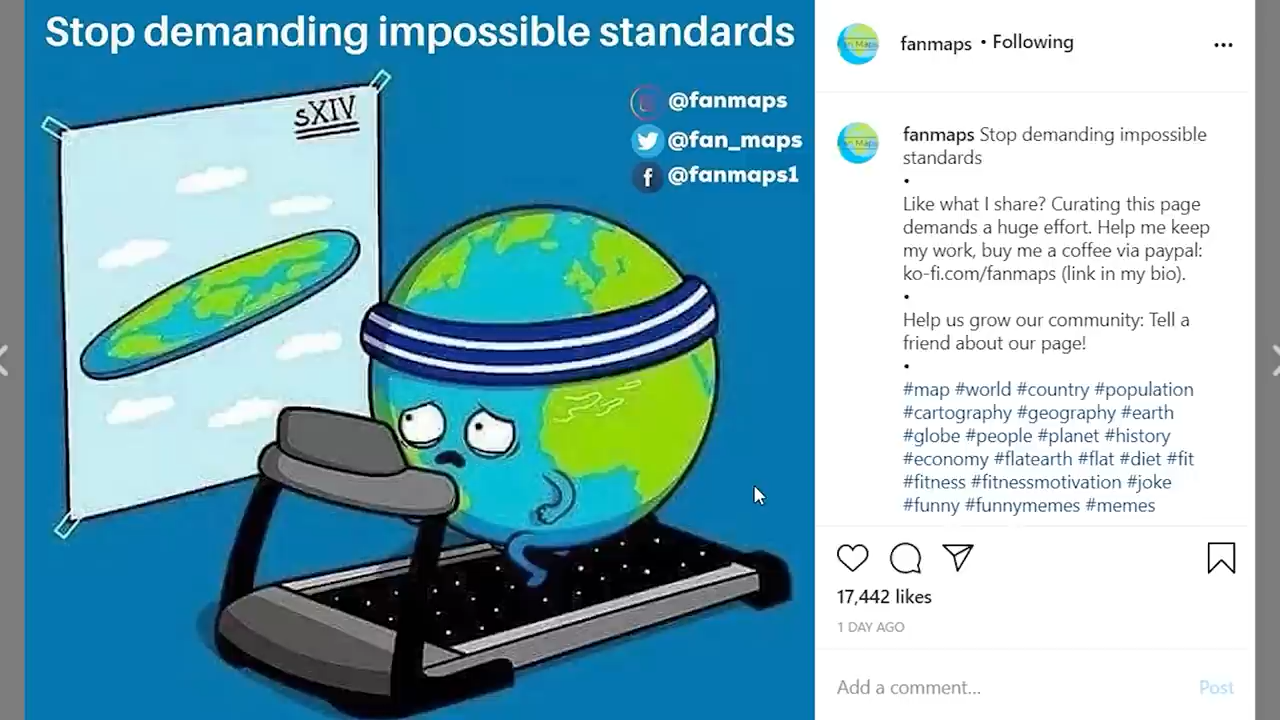 Stop demanding impossible standards
sXIV
@fanmaps
@fan_maps
@fanmaps1
fanmaps • Following
fanmaps Stop demanding impossible
standards
•
Like what I share? Curating this page
demands a huge effort. Help me keep
my work, buy me a coffee via paypal:
ko-fi.com/fanmaps (link in my bio).
•
Help us grow our community: Tell a
friend about our page!
•
#map #world #country #population
#cartography #geography #earth
#globe #people #planet #history
#economy #flatearth #flat #diet #fit
#fitness #fitnessmotivation #joke
#funny #funnymemes #memes
17,442 likes
1 DAY AGO
Add a comment...
Post